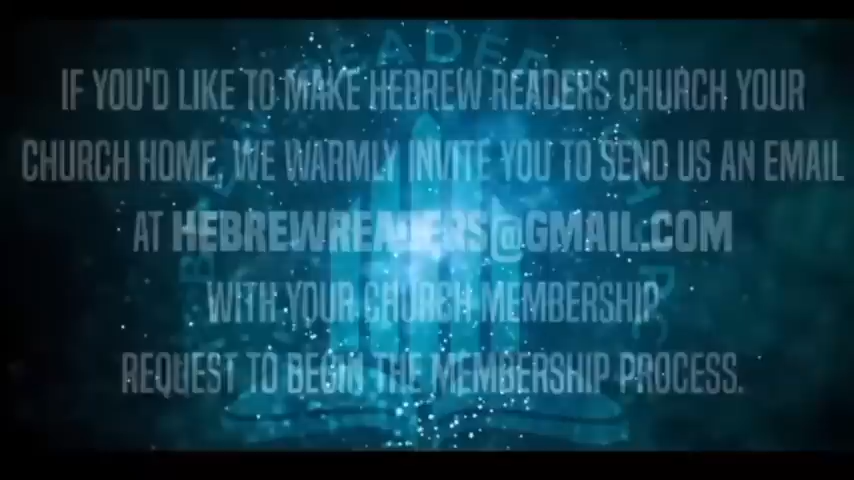 IF YOU'D LIKE TO MAKE HEBREW READERS CHURCH YOUR
CHURCH HOME, WE WARMLY INVITE YOU TO SEND US AN EMAIL
AT HEBREWREADERS@GMAIL.COM
WITH YOUR CHURCH MEMBERSHIP
REQUEST TO BEGIN THE MEMBERSHIP PROCESS.